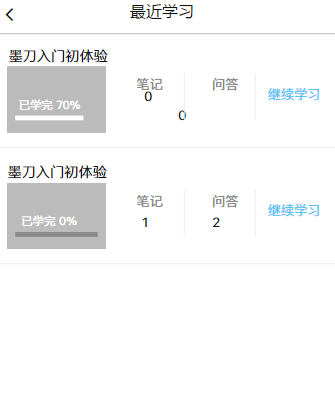 最近学习
墨刀入门初体验
已学完 70%
笔记
0
问答
0
继续学习
墨刀入门初体验
已学完 0%
笔记
1
问答
2
继续学习